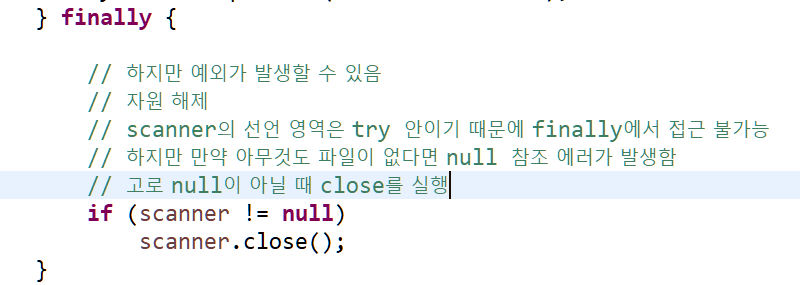 } finally {
// 하지만 예외가 발생할 수 있음
// 자원 해제
// scanner의 선언 영역은 try 안이기 때문에 finally에서 접근 불가능
// 하지만 만약 아무것도 파일이 없다면 null 참조 에러가 발생함
// 고로 null이 아닐 때 close를 실행
if (scanner != null)
scanner.close();
}